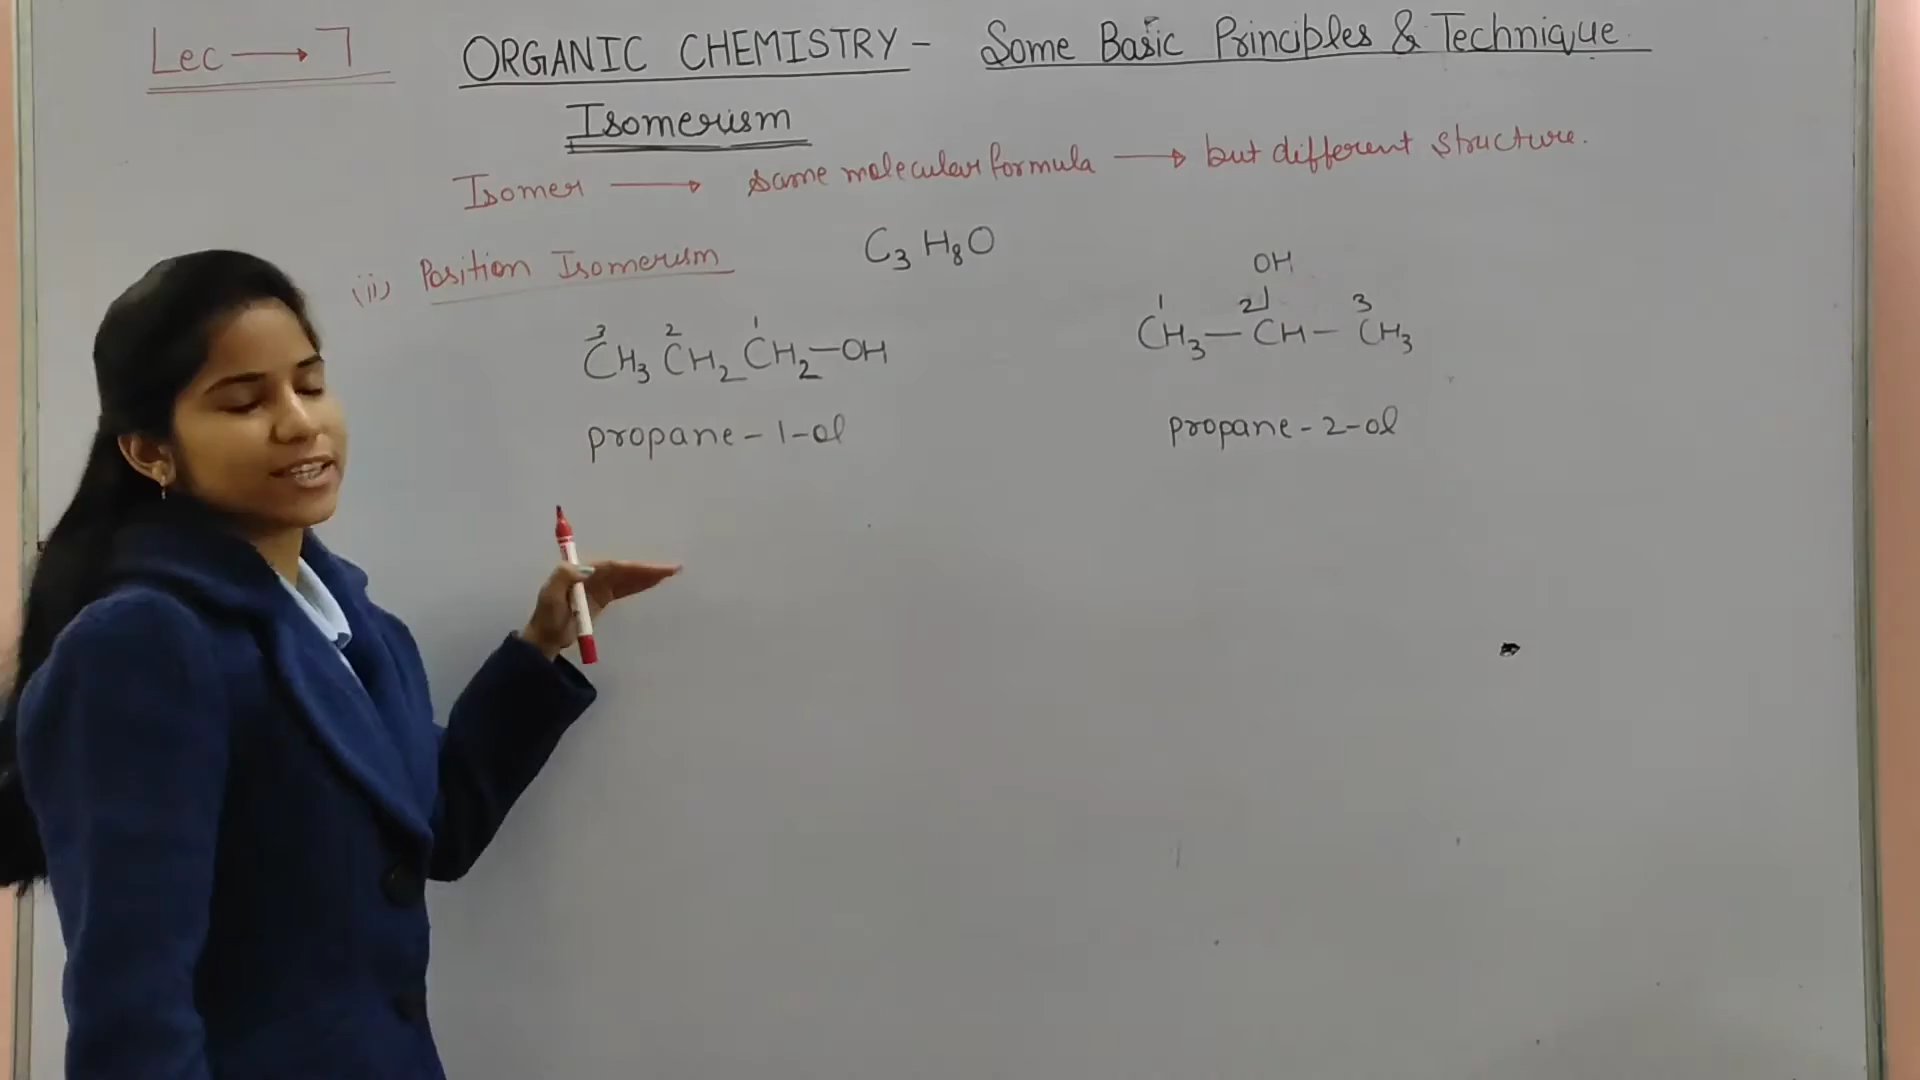 Lec → 7
ORGANIC CHEMISTRY - Some Basic Principles & Technique
Isomerism
Isomer → same molecular formula → but different structure.
(ii) Position Isomerism
C₃H₈O
3 2 1
CH₃ CH₂ CH₂-OH
propane-1-ol
OH
1 2| 3
CH₃-CH-CH₃
propane-2-ol